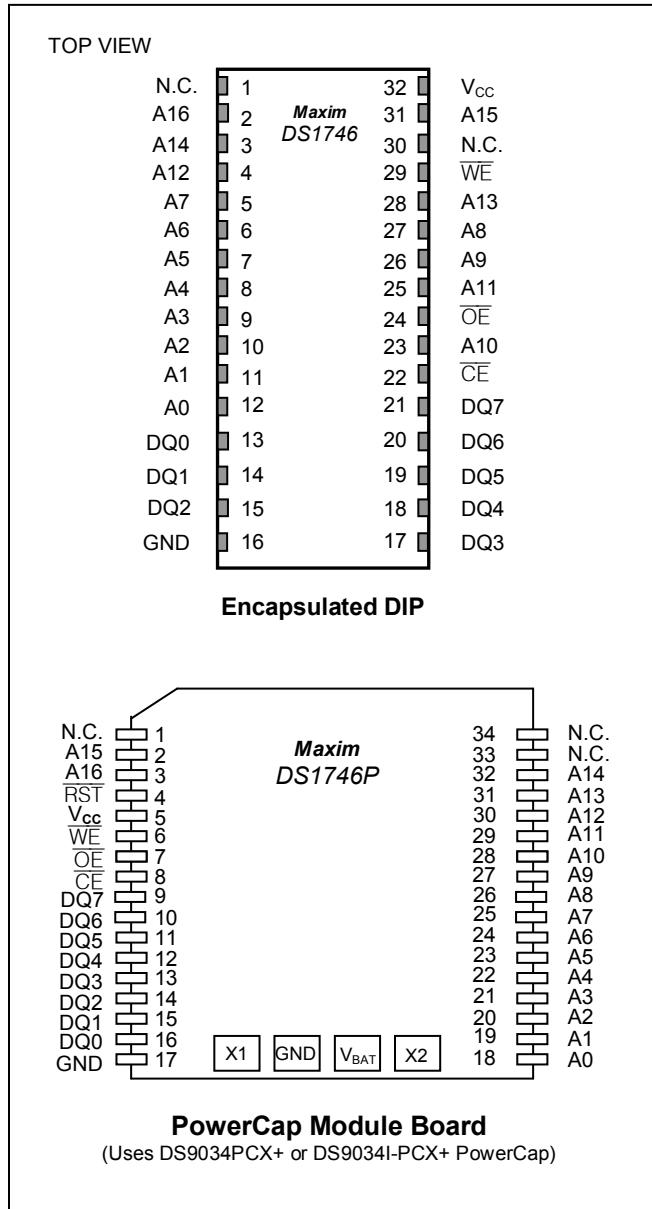 TOP VIEW
N.C. 1 32 VCC
A16 2 Maxim 31 A15
A14 3 DS1746 30 N.C.
A12 4 29 W̅E̅
A7 5 28 A13
A6 6 27 A8
A5 7 26 A9
A4 8 25 A11
A3 9 24 O̅E̅
A2 10 23 A10
A1 11 22 C̅E̅
A0 12 21 DQ7
DQ0 13 20 DQ6
DQ1 14 19 DQ5
DQ2 15 18 DQ4
GND 16 17 DQ3
Encapsulated DIP
N.C. 1 34 N.C.
A15 2 Maxim 33 N.C.
A16 3 DS1746P 32 A14
R̅S̅T̅ 4 31 A13
VCC 5 30 A12
W̅E̅ 6 29 A11
O̅E̅ 7 28 A10
C̅E̅ 8 27 A9
DQ7 9 26 A8
DQ6 10 25 A7
DQ5 11 24 A6
DQ4 12 23 A5
DQ3 13 22 A4
DQ2 14 21 A3
DQ1 15 20 A2
DQ0 16 19 A1
GND 17 X1 GND VBAT X2 18 A0
PowerCap Module Board
(Uses DS9034PCX+ or DS9034I-PCX+ PowerCap)